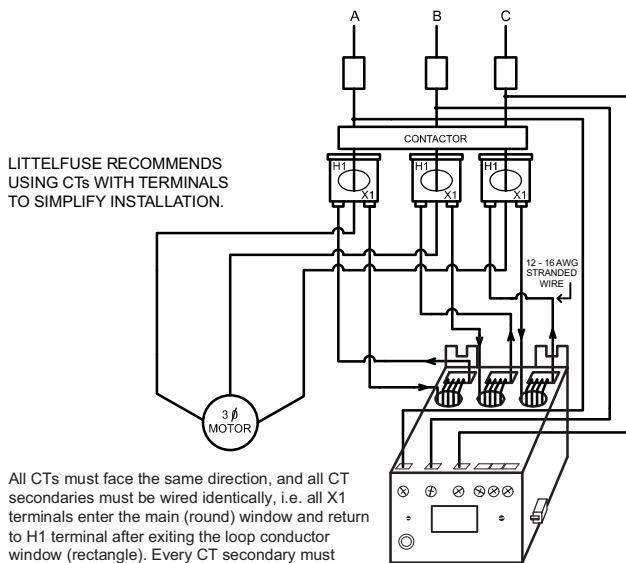 A B C
CONTACTOR
H1 H1 H1
X1 X1 X1
LITTELFUSE RECOMMENDS
USING CTs WITH TERMINALS
TO SIMPLIFY INSTALLATION.
12 - 16 AWG
STRANDED
WIRE
3 ϕ
MOTOR
All CTs must face the same direction, and all CT
secondaries must be wired identically, i.e. all X1
terminals enter the main (round) window and return
to H1 terminal after exiting the loop conductor
window (rectangle). Every CT secondary must